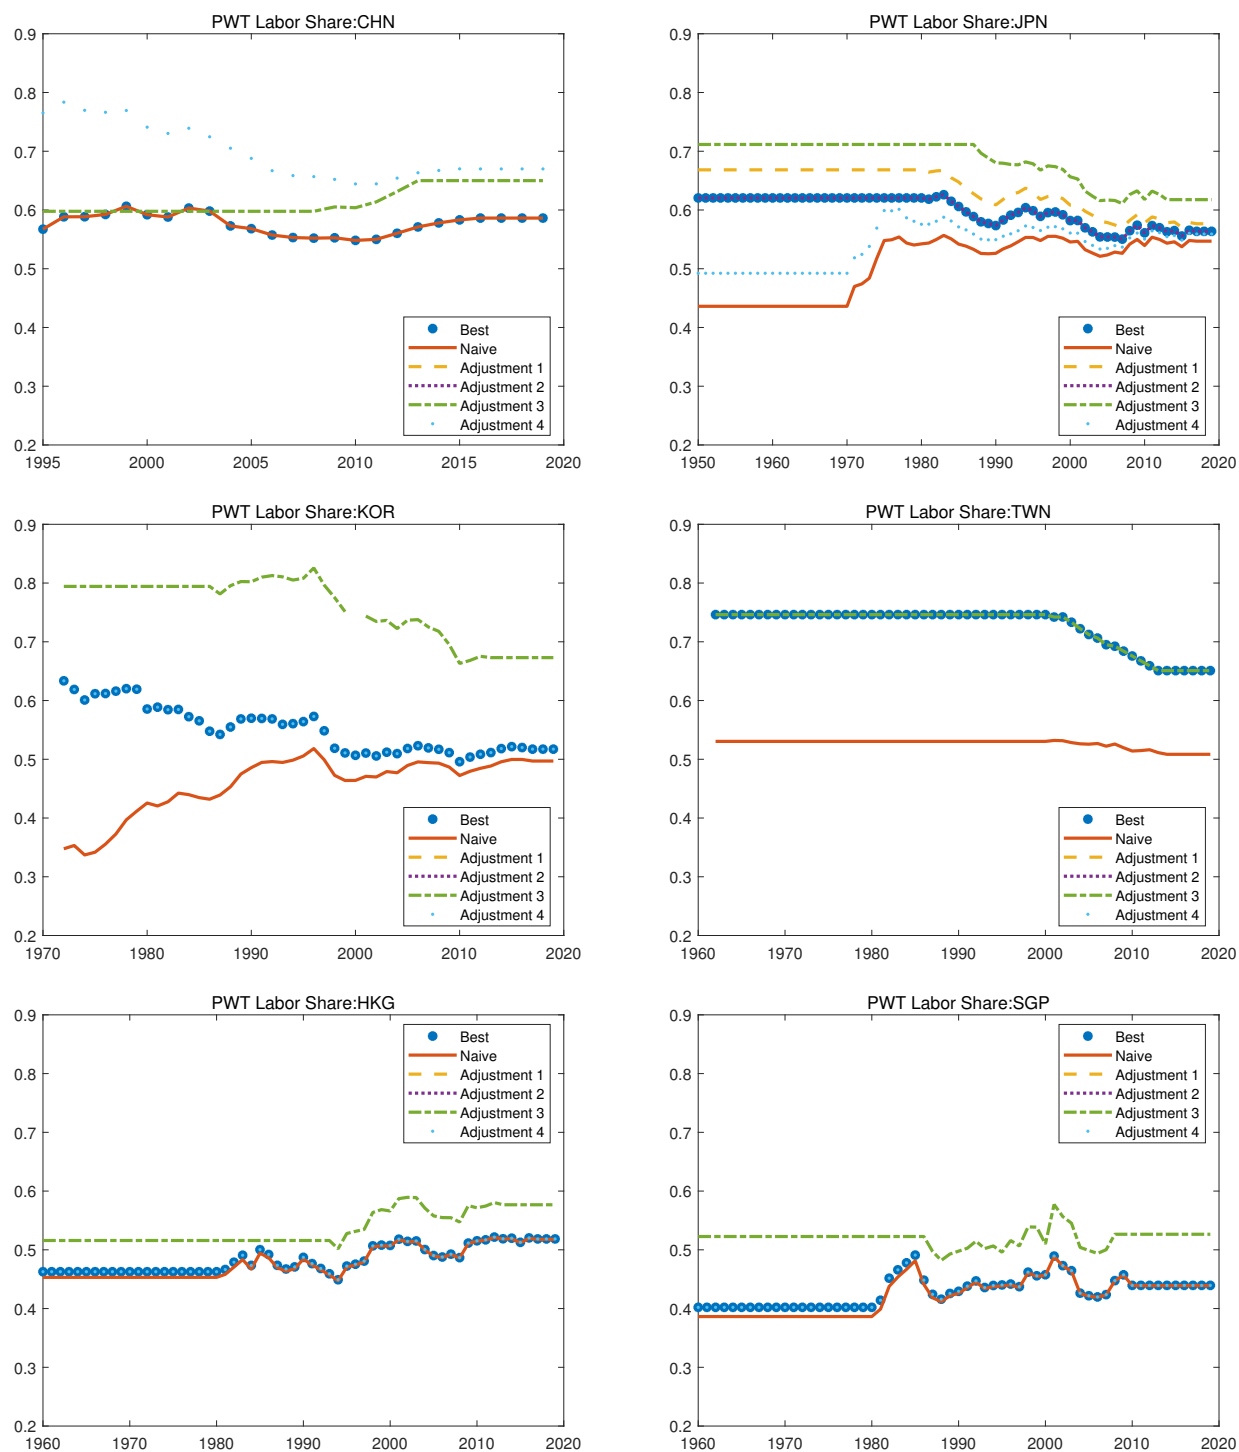 PWT Labor Share:CHN
0.9
0.8
0.7
0.6
0.5
0.4
0.3
0.2
1995 2000 2005 2010 2015 2020
Best
Naive
Adjustment 1
Adjustment 2
Adjustment 3
Adjustment 4
PWT Labor Share:JPN
0.9
0.8
0.7
0.6
0.5
0.4
0.3
0.2
1950 1960 1970 1980 1990 2000 2010 2020
Best
Naive
Adjustment 1
Adjustment 2
Adjustment 3
Adjustment 4
PWT Labor Share:KOR
0.9
0.8
0.7
0.6
0.5
0.4
0.3
0.2
1970 1980 1990 2000 2010 2020
Best
Naive
Adjustment 1
Adjustment 2
Adjustment 3
Adjustment 4
PWT Labor Share:TWN
0.9
0.8
0.7
0.6
0.5
0.4
0.3
0.2
1960 1970 1980 1990 2000 2010 2020
Best
Naive
Adjustment 1
Adjustment 2
Adjustment 3
Adjustment 4
PWT Labor Share:HKG
0.9
0.8
0.7
0.6
0.5
0.4
0.3
0.2
1960 1970 1980 1990 2000 2010 2020
Best
Naive
Adjustment 1
Adjustment 2
Adjustment 3
Adjustment 4
PWT Labor Share:SGP
0.9
0.8
0.7
0.6
0.5
0.4
0.3
0.2
1960 1970 1980 1990 2000 2010 2020
Best
Naive
Adjustment 1
Adjustment 2
Adjustment 3
Adjustment 4